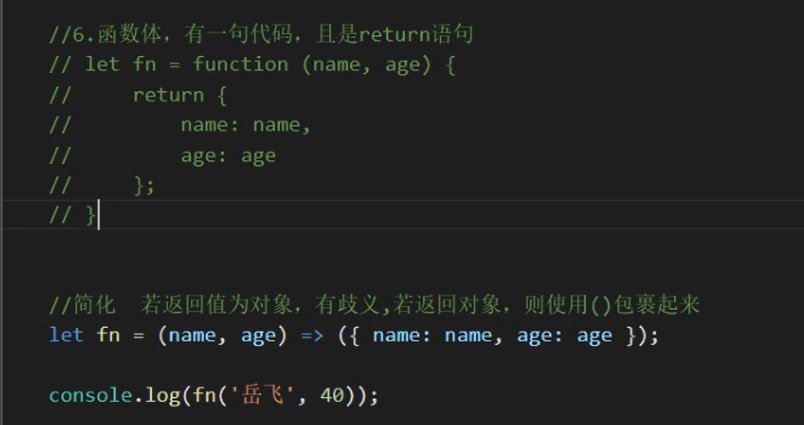 //6.函数体，有一句代码，且是return语句
// let fn = function (name, age) {
//     return {
//         name: name,
//         age: age
//     };
// }
//简化  若返回值为对象，有歧义,若返回对象，则使用()包裹起来
let fn = (name, age) => ({ name: name, age: age });
console.log(fn('岳飞', 40));